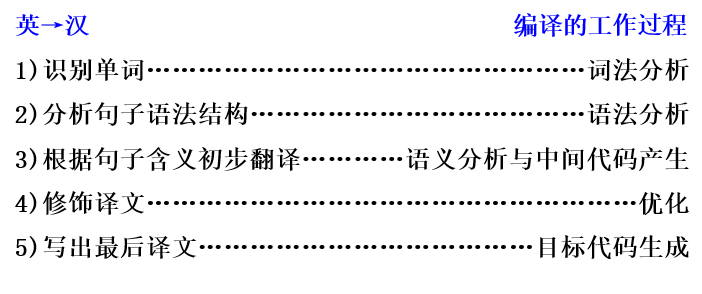 英→汉 编译的工作过程
1)识别单词………………………………………………词法分析
2)分析句子语法结构……………………………………语法分析
3)根据句子含义初步翻译…………语义分析与中间代码产生
4)修饰译文……………………………………………………优化
5)写出最后译文…………………………………目标代码生成